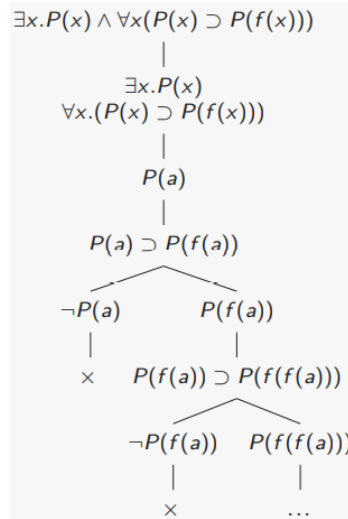 ∃x.P(x) ∧ ∀x(P(x) ⊃ P(f(x)))
∃x.P(x)
∀x.(P(x) ⊃ P(f(x)))
P(a)
P(a) ⊃ P(f(a))
¬P(a) P(f(a))
× P(f(a)) ⊃ P(f(f(a)))
¬P(f(a)) P(f(f(a)))
× ...